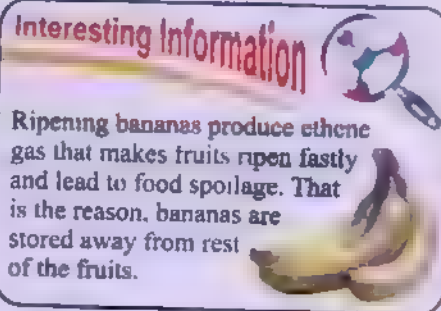 Interesting Information
Ripening bananas produce ethene
gas that makes fruits ripen fastly
and lead to food spoilage. That
is the reason, bananas are
stored away from rest
of the fruits.